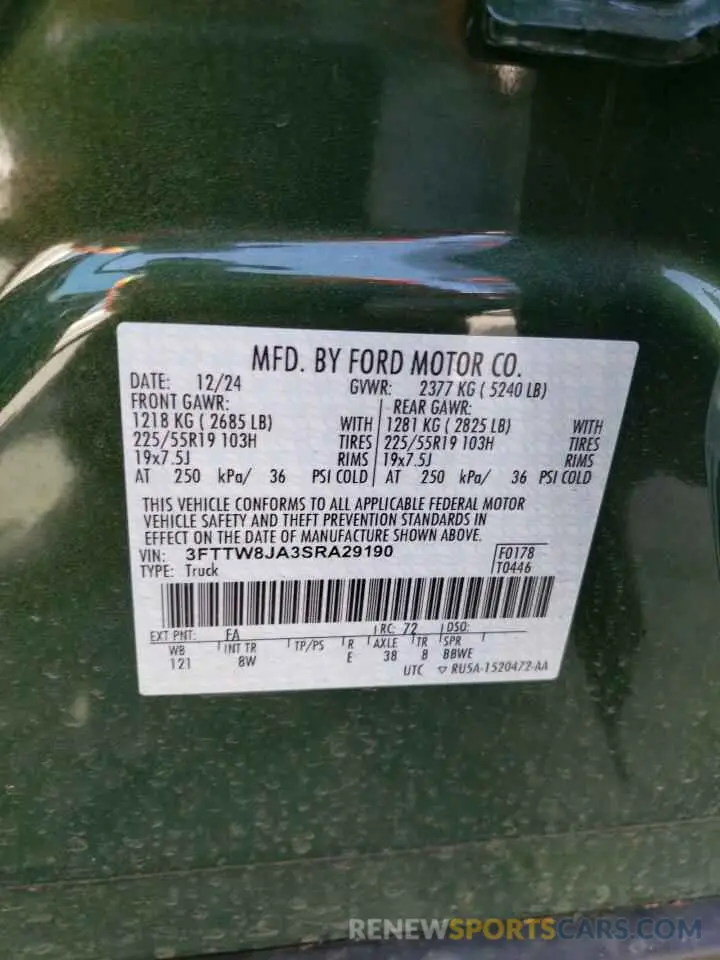 MFD. BY FORD MOTOR CO.
DATE: 12/24 GVWR: 2377 KG ( 5240 LB)
FRONT GAWR: REAR GAWR:
1218 KG ( 2685 LB) WITH 1281 KG ( 2825 LB) WITH
225/55R19 103H TIRES 225/55R19 103H TIRES
19x7.5J RIMS 19x7.5J RIMS
AT 250 kPa/ 36 PSI COLD AT 250 kPa/ 36 PSI COLD
THIS VEHICLE CONFORMS TO ALL APPLICABLE FEDERAL MOTOR
VEHICLE SAFETY AND THEFT PREVENTION STANDARDS IN
EFFECT ON THE DATE OF MANUFACTURE SHOWN ABOVE.
VIN: 3FTTW8JA3SRA29190 F0178
TYPE: Truck T0446
EXT PNT: EA RC: 72 DSO:
WB INT TR TP/PS R AXLE TR SPR
121 8W E 38 8 BBWE
UTC ▽ RU5A-1520472-AA
RENEWSPORTSCARS.COM